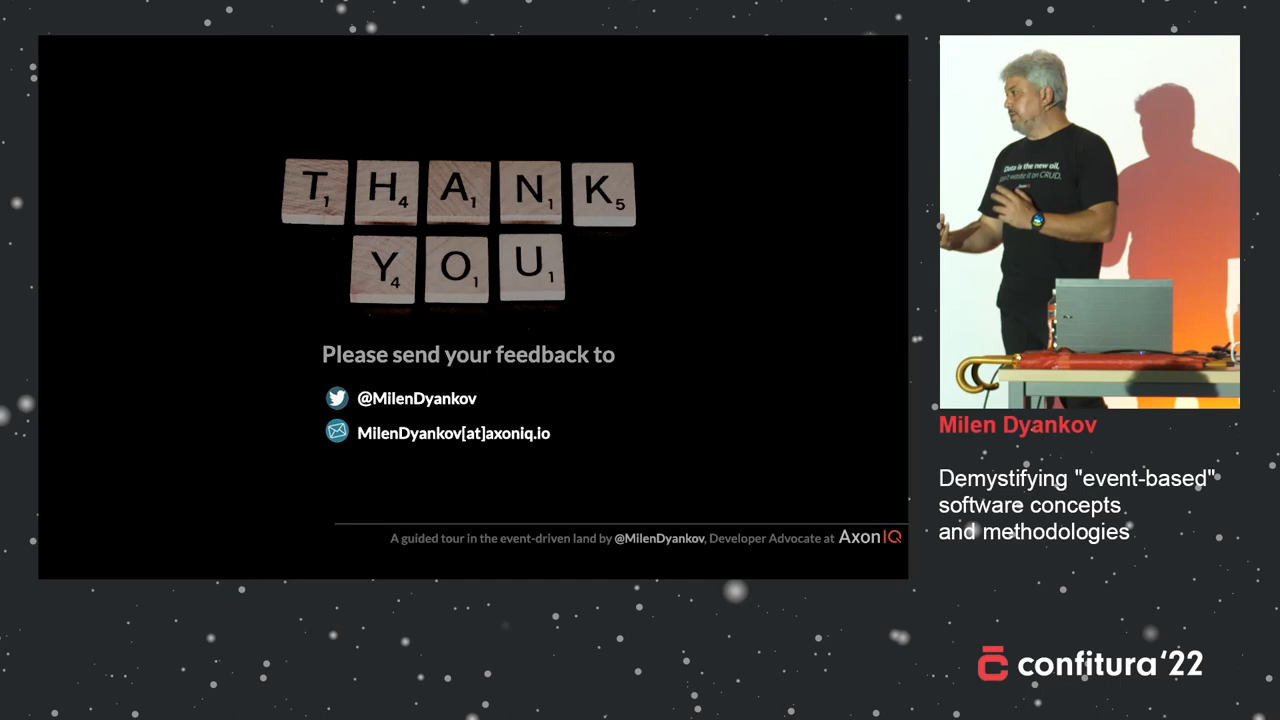 THANK
YOU
Please send your feedback to
@MilenDyankov
MilenDyankov[at]axoniq.io
A guided tour in the event-driven land by @MilenDyankov, Developer Advocate at AxonIQ
Data is the new oil,
don't waste it on CRUD.
Milen Dyankov
Demystifying "event-based"
software concepts
and methodologies
confitura '22